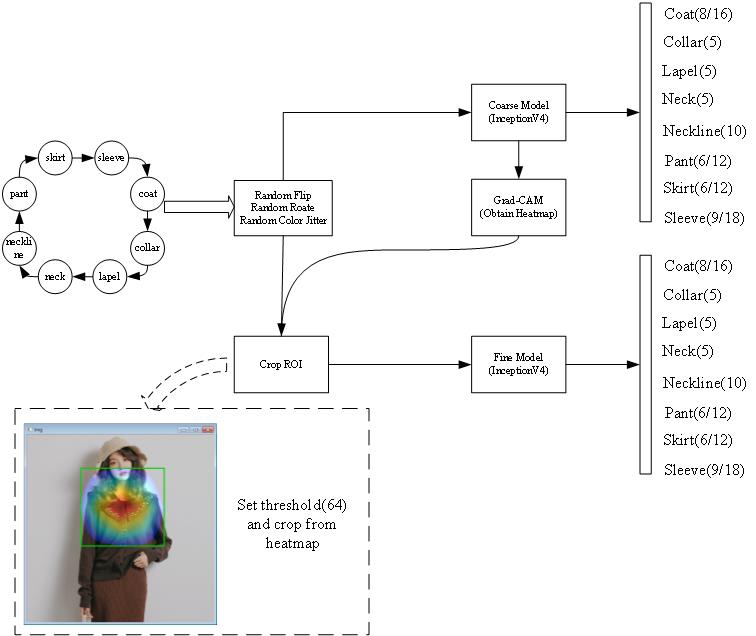 Coat(8/16)
Collar(5)
Lapel(5)
Neck(5)
Neckline(10)
Pant(6/12)
Skirt(6/12)
Sleeve(9/18)
Coarse Model
(InceptionV4)
Grad-CAM
(Obtain Heatmap)
skirt
sleeve
coat
collar
lapel
neck
neckli
ne
pant
Random Flip
Random Roate
Random Color Jitter
Crop ROI
Fine Model
(InceptionV4)
Coat(8/16)
Collar(5)
Lapel(5)
Neck(5)
Neckline(10)
Pant(6/12)
Skirt(6/12)
Sleeve(9/18)
Set threshold(64)
and crop from
heatmap